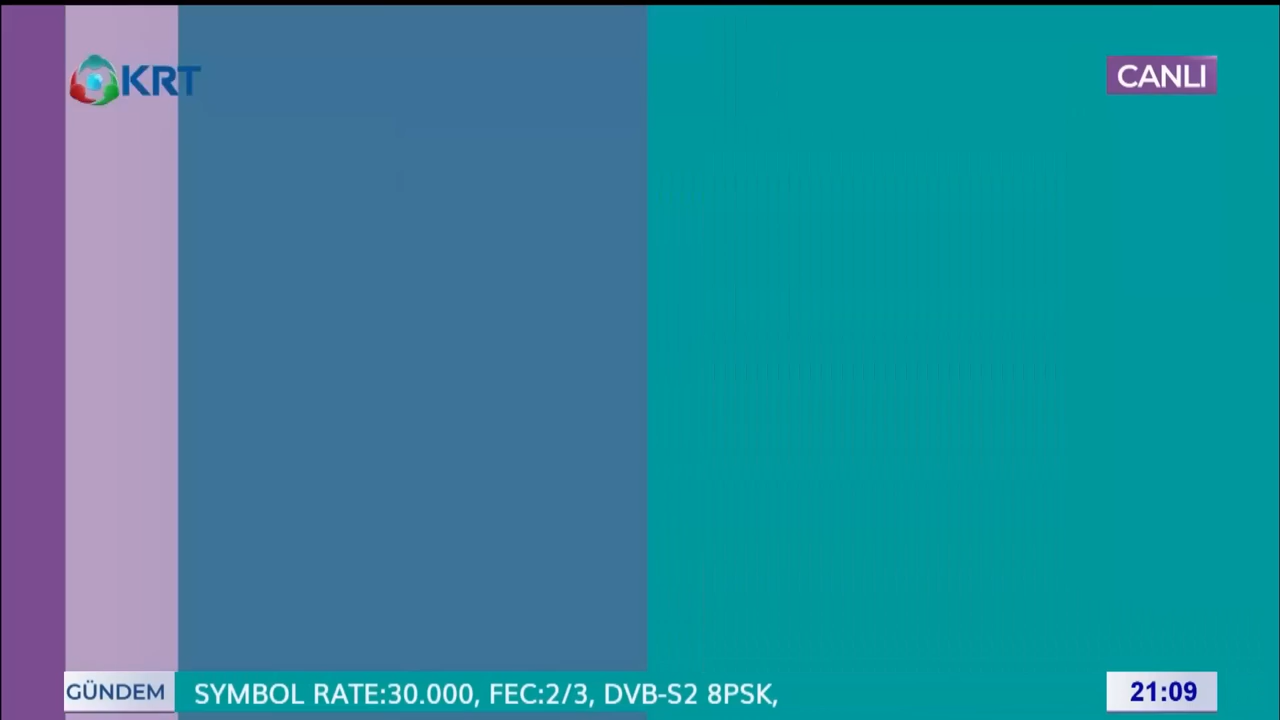 KRT
CANLI
GÜNDEM
SYMBOL RATE:30.000, FEC:2/3, DVB-S2 8PSK,
21:09